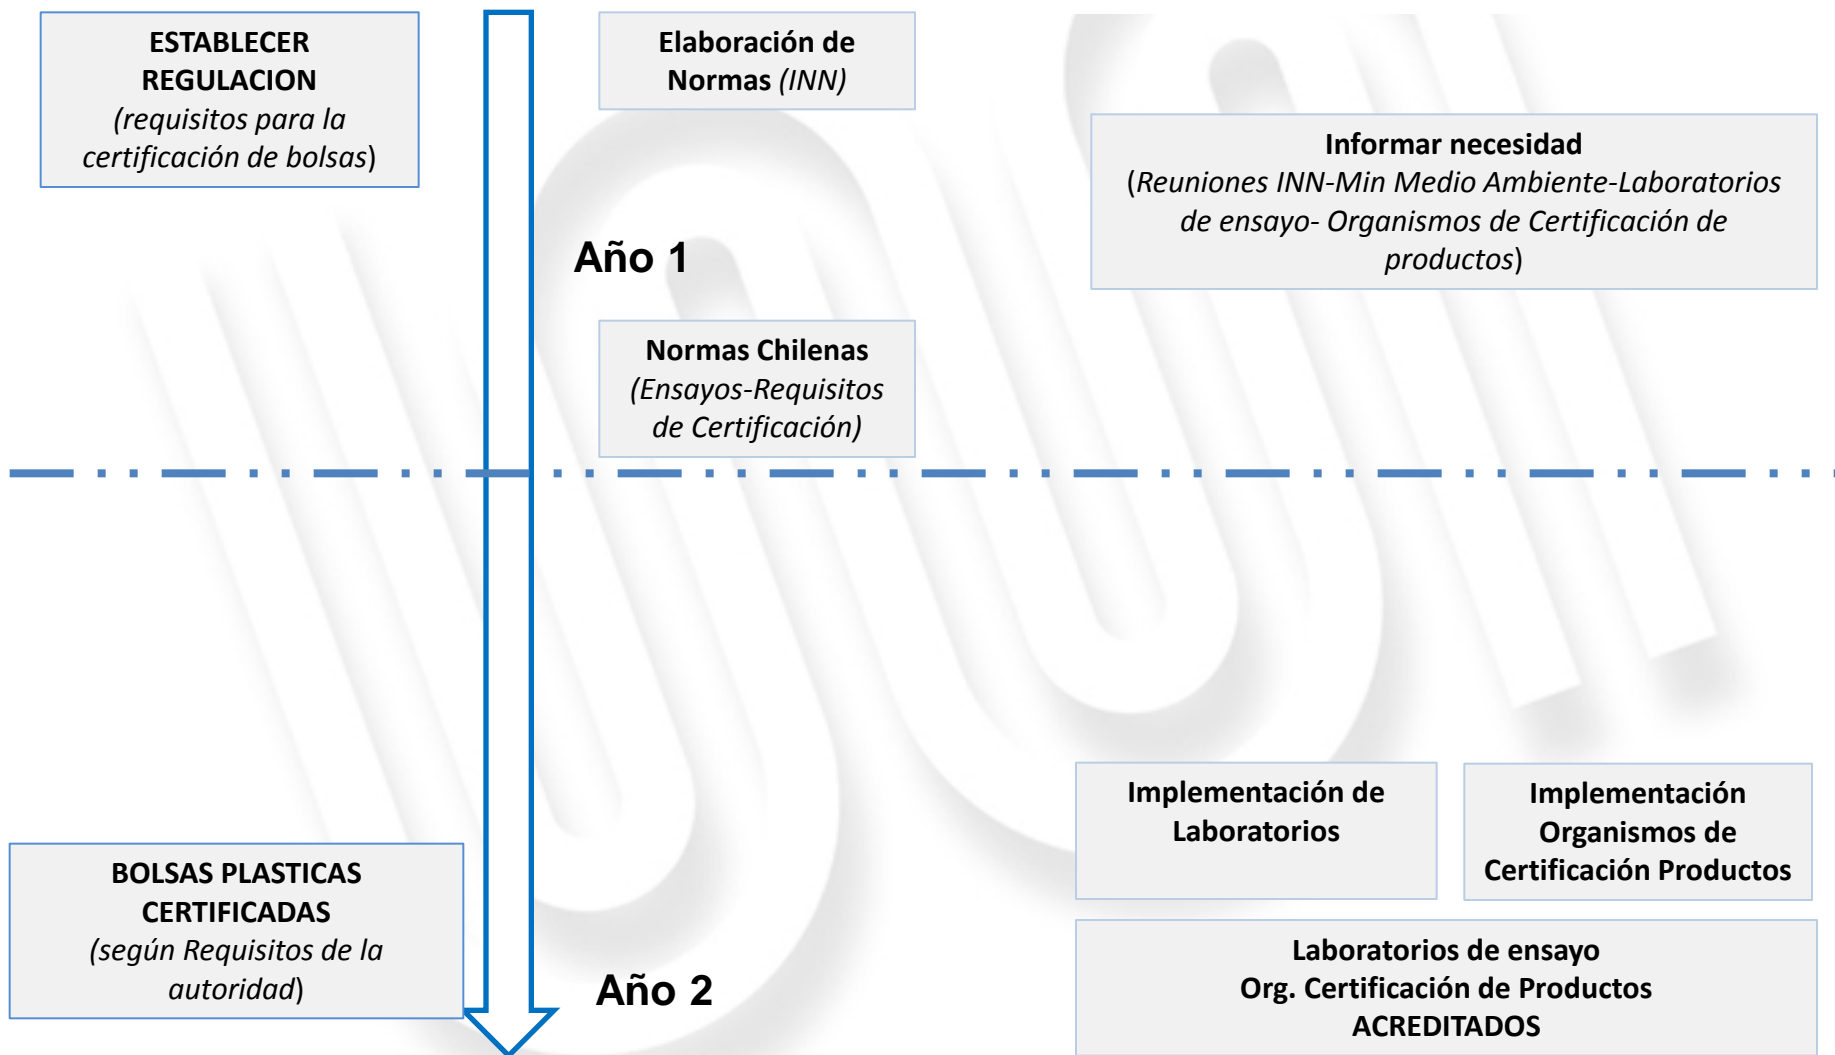 ESTABLECER
REGULACION
(requisitos para la
certificación de bolsas)
Elaboración de
Normas (INN)
Informar necesidad
(Reuniones INN-Min Medio Ambiente-Laboratorios
de ensayo- Organismos de Certificación de
productos)
Año 1
Normas Chilenas
(Ensayos-Requisitos
de Certificación)
Implementación de
Laboratorios
Implementación
Organismos de
Certificación Productos
BOLSAS PLASTICAS
CERTIFICADAS
(según Requisitos de la
autoridad)
Año 2
Laboratorios de ensayo
Org. Certificación de Productos
ACREDITADOS